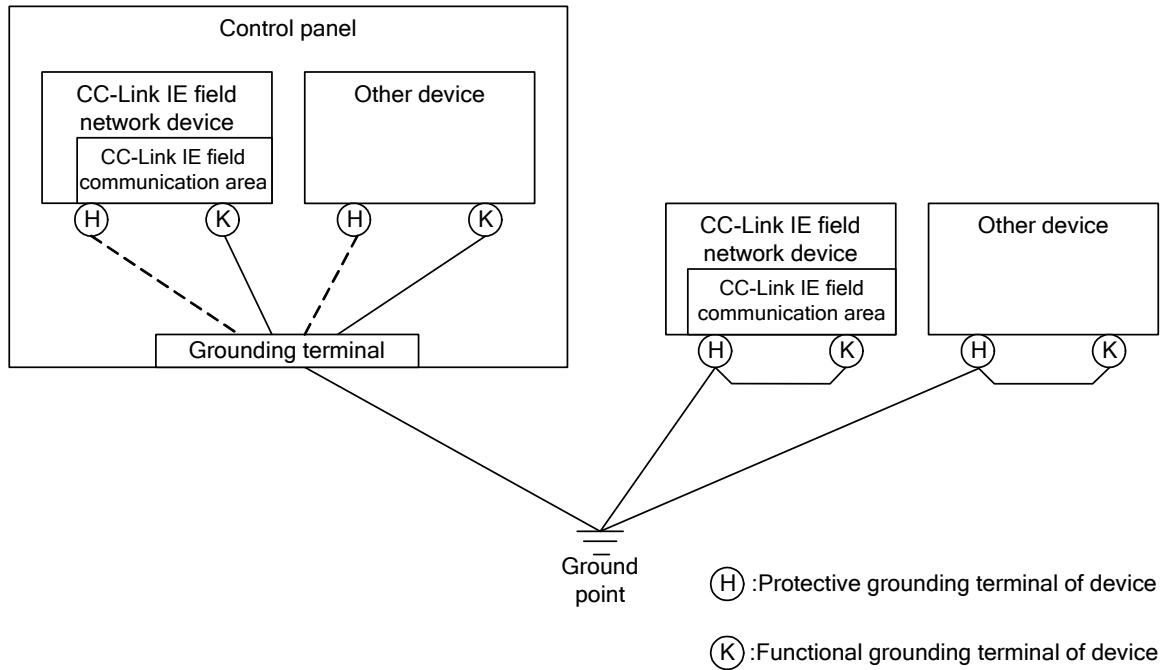 Control panel
CC-Link IE field
network device
CC-Link IE field
communication area
H
K
Other device
H
K
Grounding terminal
CC-Link IE field
network device
CC-Link IE field
communication area
H
K
Other device
H
K
Ground
point
H :Protective grounding terminal of device
K :Functional grounding terminal of device